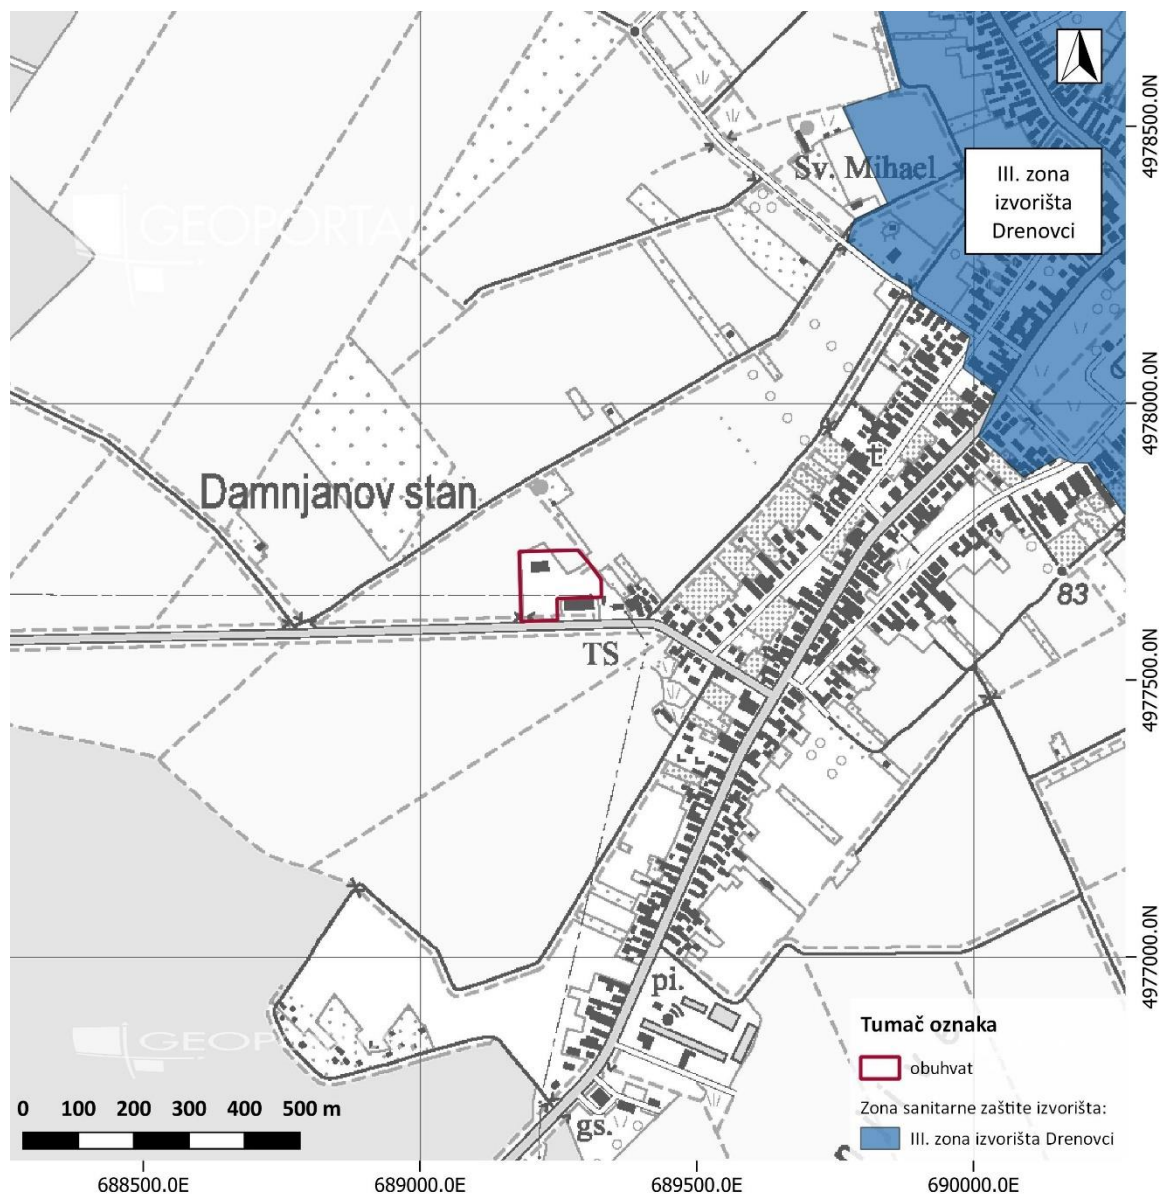 4978500.0N
Sv. Mihael
III. zona
izvorišta
Drenovci
GEOPORTAL
4978000.0N
t
Damnjanov stan
83
TS
4977500.0N
4977000.0N
pi.
Tumač oznaka
obuhvat
Zona sanitarne zaštite izvorišta:
III. zona izvorišta Drenovci
0 100 200 300 400 500 m
gs.
688500.0E 689000.0E 689500.0E 690000.0E